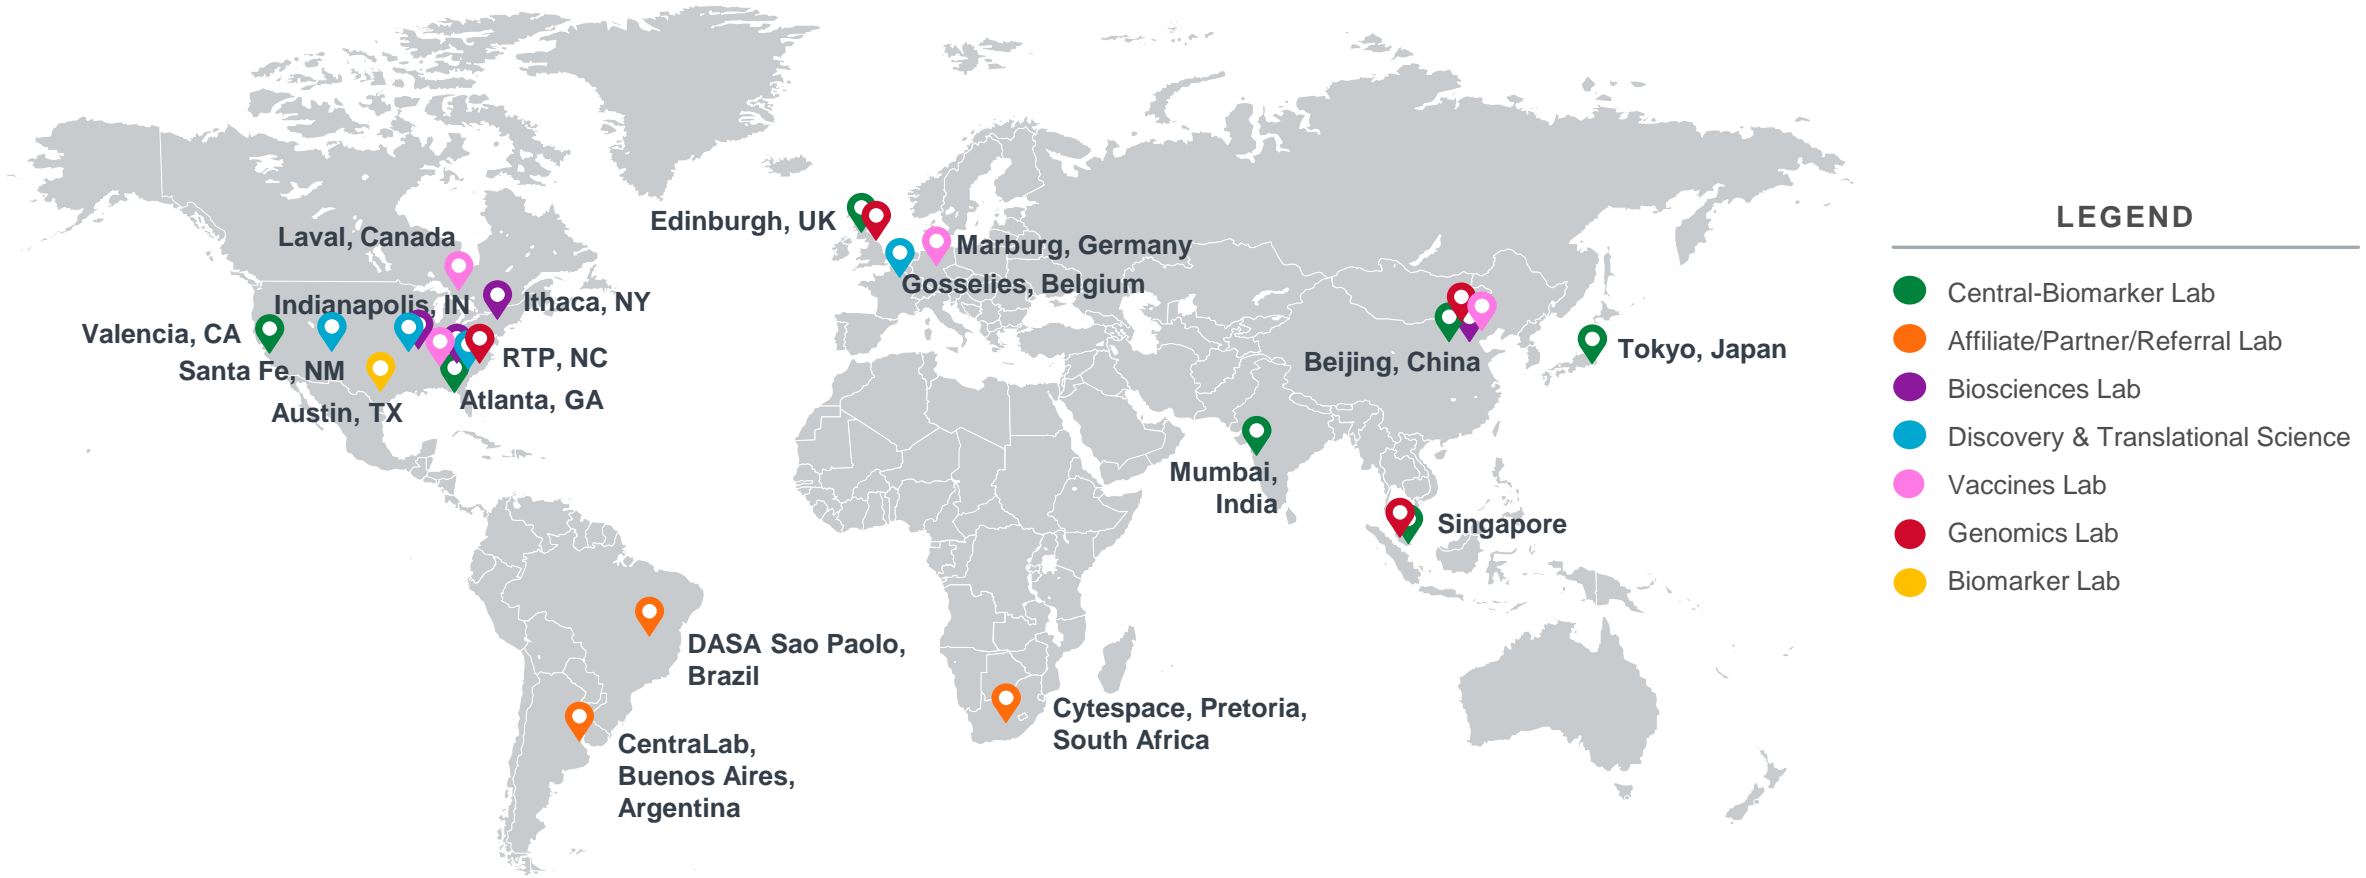 Laval, Canada
Indianapolis, IN
Ithaca, NY
Valencia, CA
Santa Fe, NM
RTP, NC
Austin, TX
Atlanta, GA
Edinburgh, UK
Marburg, Germany
Gosselies, Belgium
Beijing, China
Tokyo, Japan
Mumbai,
India
Singapore
DASA Sao Paolo,
Brazil
CentraLab,
Buenos Aires,
Argentina
Cytespace, Pretoria,
South Africa
LEGEND
Central-Biomarker Lab
Affiliate/Partner/Referral Lab
Biosciences Lab
Discovery & Translational Science
Vaccines Lab
Genomics Lab
Biomarker Lab